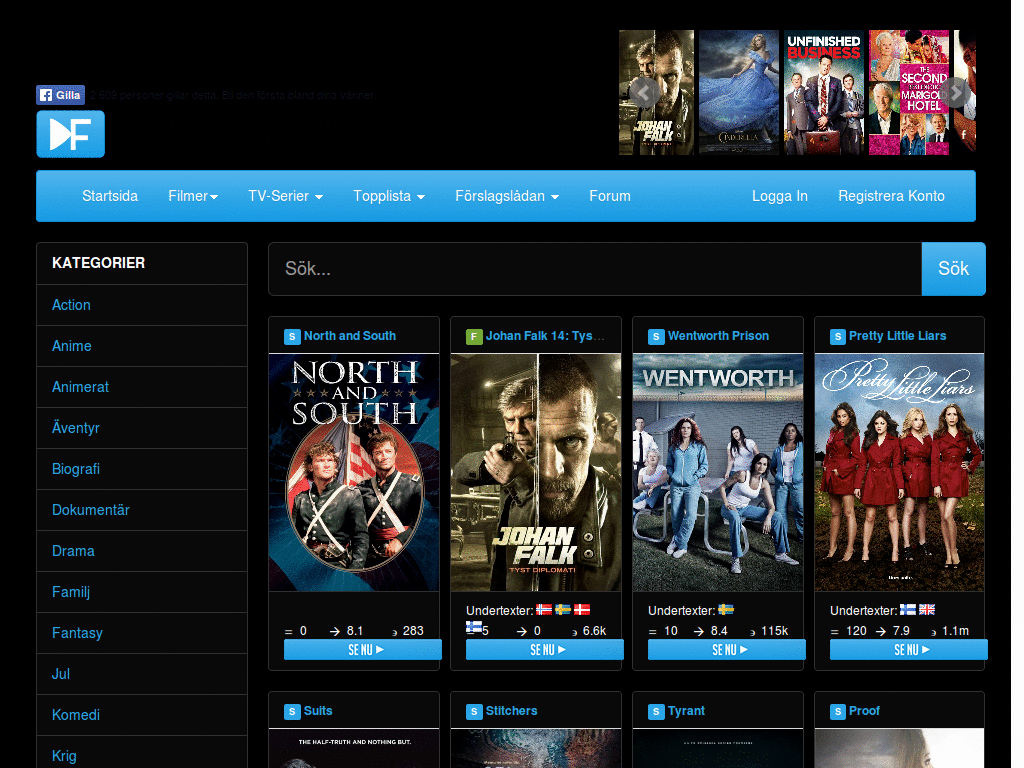 UNFINISHED
BUSINESS
THE
SECOND
BEST EXOTIC
MARIGOLD
HOTEL
JOHAN
FALK
CINDERELLA
Gilla 2 609 personer gillar detta. Bli den första bland dina vänner.
F
Startsida Filmer TV-Serier Topplista Förslagslådan Forum Logga In Registrera Konto
KATEGORIER
Action
Anime
Animerat
Äventyr
Biografi
Dokumentär
Drama
Familj
Fantasy
Jul
Komedi
Krig
Sök... Sök
S North and South
NORTH
AND
SOUTH
= 0 → 8.1 283
SE NU
F Johan Falk 14: Tys...
JOHAN
FALK
TYST DIPLOMATI
Undertexter:
5 → 0 6.6k
SE NU
S Wentworth Prison
WENTWORTH
Undertexter:
= 10 → 8.4 115k
SE NU
S Pretty Little Liars
Pretty Little Liars
Undertexter:
= 120 → 7.9 1.1m
SE NU
S Suits
THE HALF-TRUTH AND NOTHING BUT.
S Stitchers
S Tyrant
S Proof